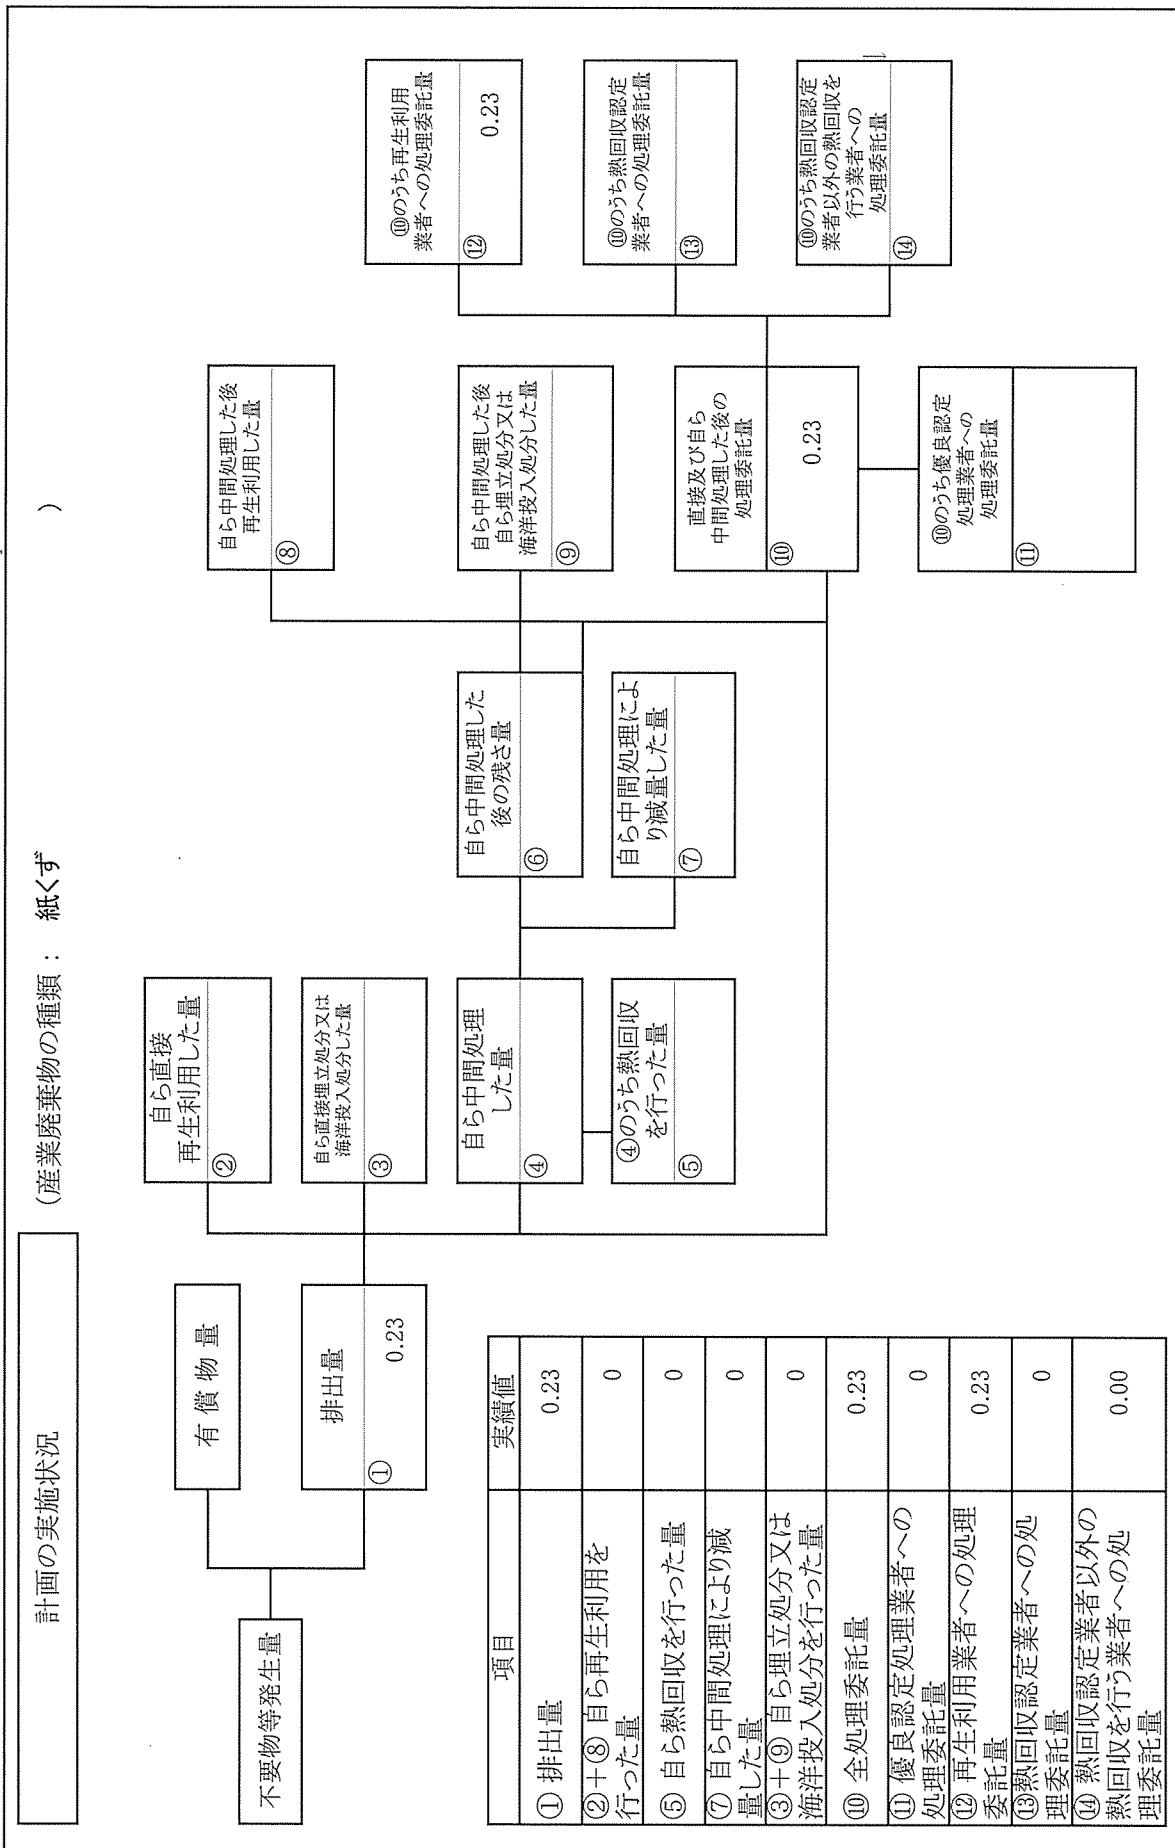 計画の実施状況
(産業廃棄物の種類： 紙くず )
不要物等発生量
有償物量
排出量
① 0.23
自ら直接
再生利用した量
②
自ら直接埋立処分又は
海洋投入処分した量
③
自ら中間処理
した量
④
④のうち熱回収
を行った量
⑤
自ら中間処理した
後の残さ量
⑥
自ら中間処理によ
り減量した量
⑦
自ら中間処理した後
再生利用した量
⑧
自ら中間処理した後
自ら埋立処分又は
海洋投入処分した量
⑨
直接及び自ら
中間処理した後の
処理委託量
⑩ 0.23
⑩のうち優良認定
処理業者への
処理委託量
⑪
⑩のうち再生利用
業者への処理委託量
⑫ 0.23
⑩のうち熱回収認定
業者への処理委託量
⑬
⑩のうち熱回収認定
業者以外の熱回収を
行う業者への
処理委託量
⑭
項目 実績値
① 排出量 0.23
②＋⑧ 自ら再生利用を
行った量 0
⑤ 自ら熱回収を行った量 0
⑦ 自ら中間処理により減
量した量 0
③＋⑨ 自ら埋立処分又は
海洋投入処分を行った量 0
⑩ 全処理委託量 0.23
⑪ 優良認定処理業者への
処理委託量 0
⑫ 再生利用業者への処理
委託量 0.23
⑬熱回収認定業者への処
理委託量 0
⑭ 熱回収認定業者以外の
熱回収を行う業者への処
理委託量 0.00